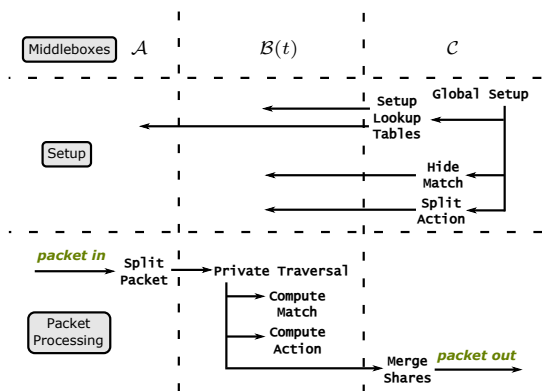 Middleboxes 𝒜 ℬ(t) 𝒞
Global Setup
Setup
Lookup
Tables
Setup
Hide
Match
Split
Action
packet in
Split
Packet
Private Traversal
Compute
Match
Packet
Processing
Compute
Action
Merge
Shares
packet out